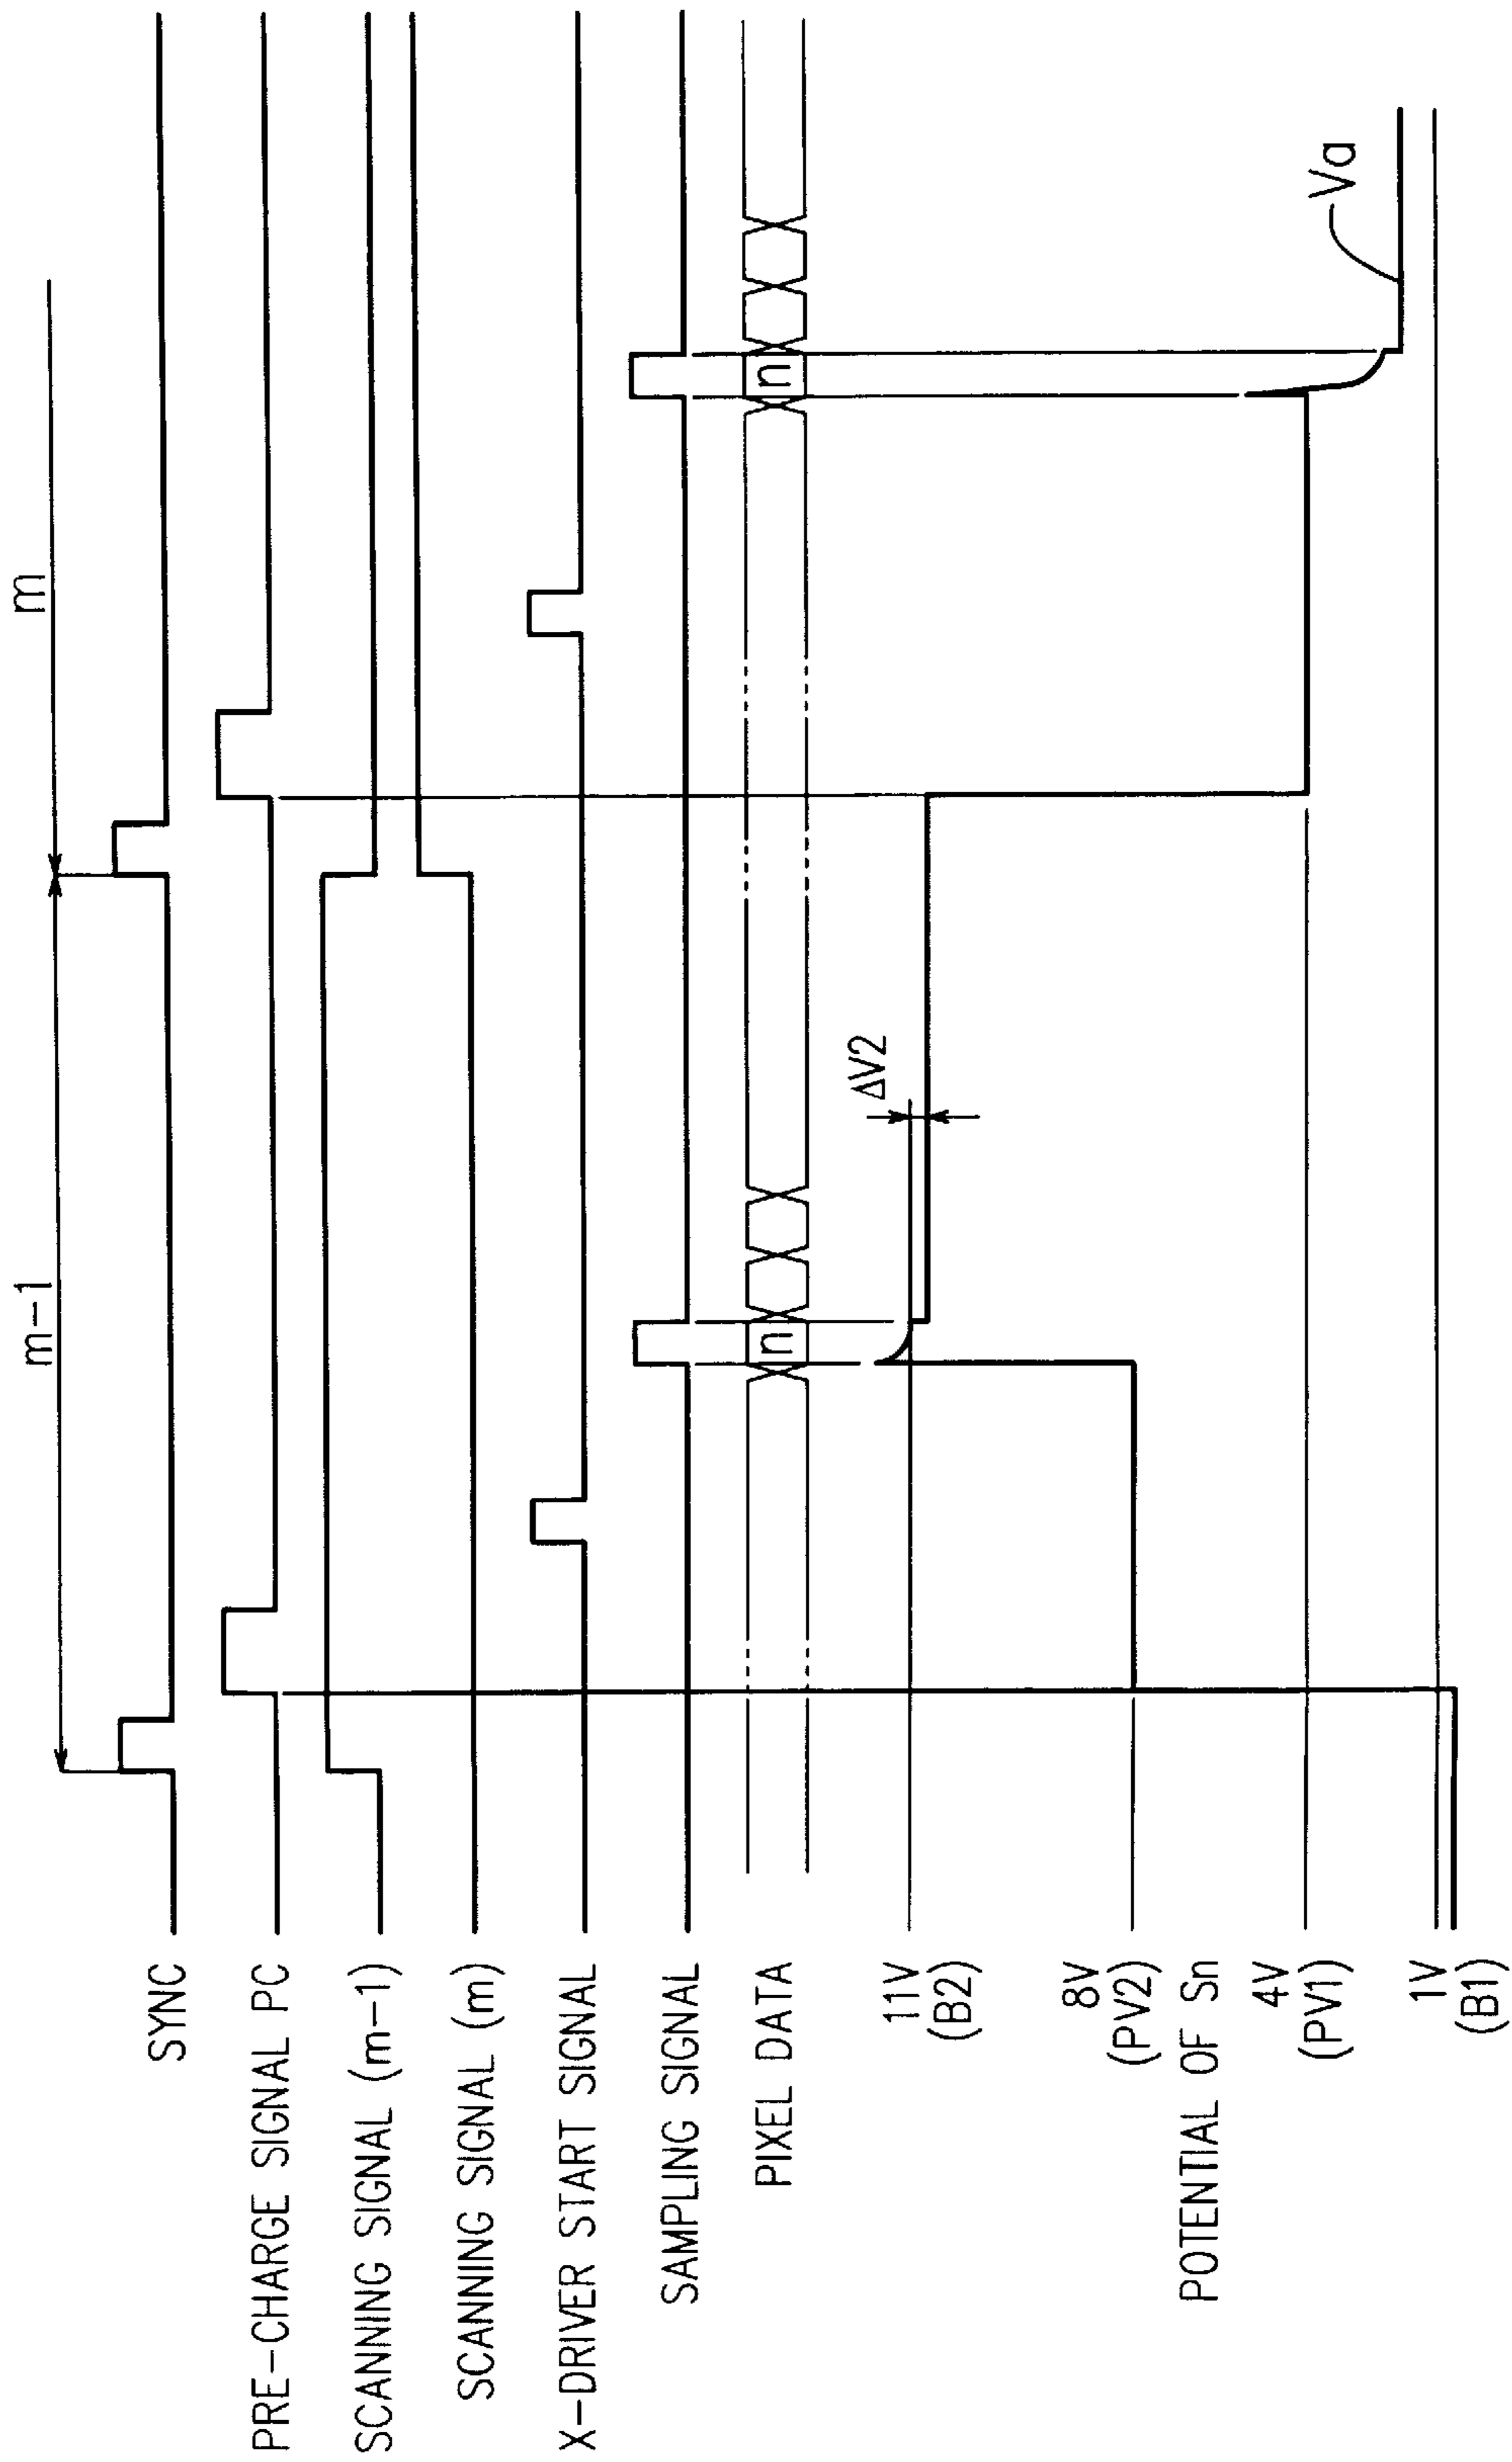 m-1
m
SYNC
PRE-CHARGE SIGNAL PC
SCANNING SIGNAL (m-1)
SCANNING SIGNAL (m)
X-DRIVER START SIGNAL
SAMPLING SIGNAL
PIXEL DATA
n
n
11V
(B2)
ΔV2
8V
(PV2)
POTENTIAL OF Sn
4V
(PV1)
Va
1V
(B1)